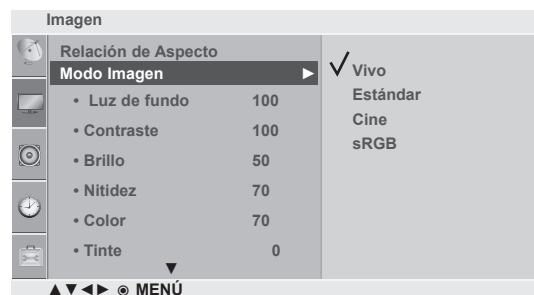 Imagen
Relación de Aspecto
Modo Imagen ►
• Luz de fondo 100
• Contraste 100
• Brillo 50
• Nitidez 70
• Color 70
• Tinte 0
▼
✓ Vivo
Estándar
Cine
sRGB
▲▼◄► ◉ MENÚ